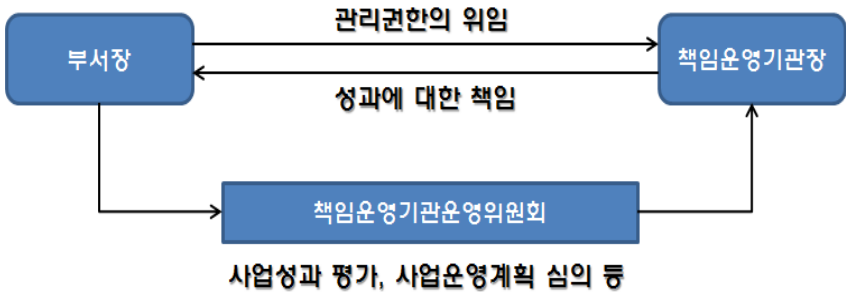 관리권한의 위임
부서장
책임운영기관장
성과에 대한 책임
책임운영기관운영위원회
사업성과 평가, 사업운영계획 심의 등